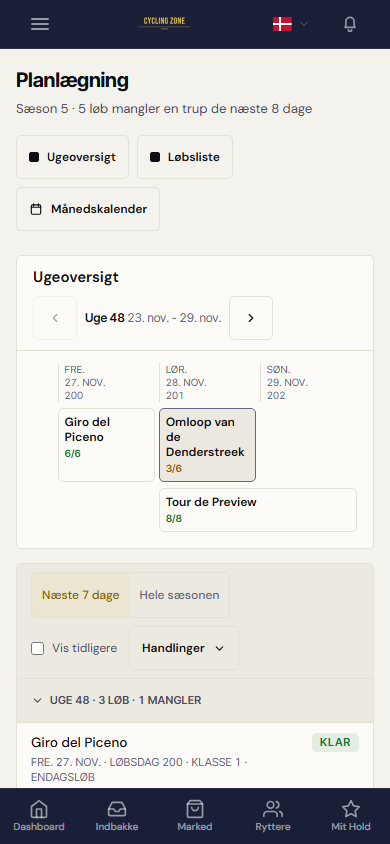 CYCLING ZONE
Planlægning
Sæson 5 · 5 løb mangler en trup de næste 8 dage
Ugeoversigt
Løbsliste
Månedskalender
Ugeoversigt
Uge 48 23. nov. - 29. nov.
FRE.
27. NOV.
200
LØR.
28. NOV.
201
SØN.
29. NOV.
202
Giro del
Piceno
6/6
Omloop van
de
Denderstreek
3/6
Tour de Preview
8/8
Næste 7 dage
Hele sæsonen
Vis tidligere
Handlinger
UGE 48 · 3 LØB · 1 MANGLER
Giro del Piceno
KLAR
FRE. 27. NOV. · LØBSDAG 200 · KLASSE 1 ·
ENDAGSLØB
Dashboard
Indbakke
Marked
Ryttere
Mit Hold